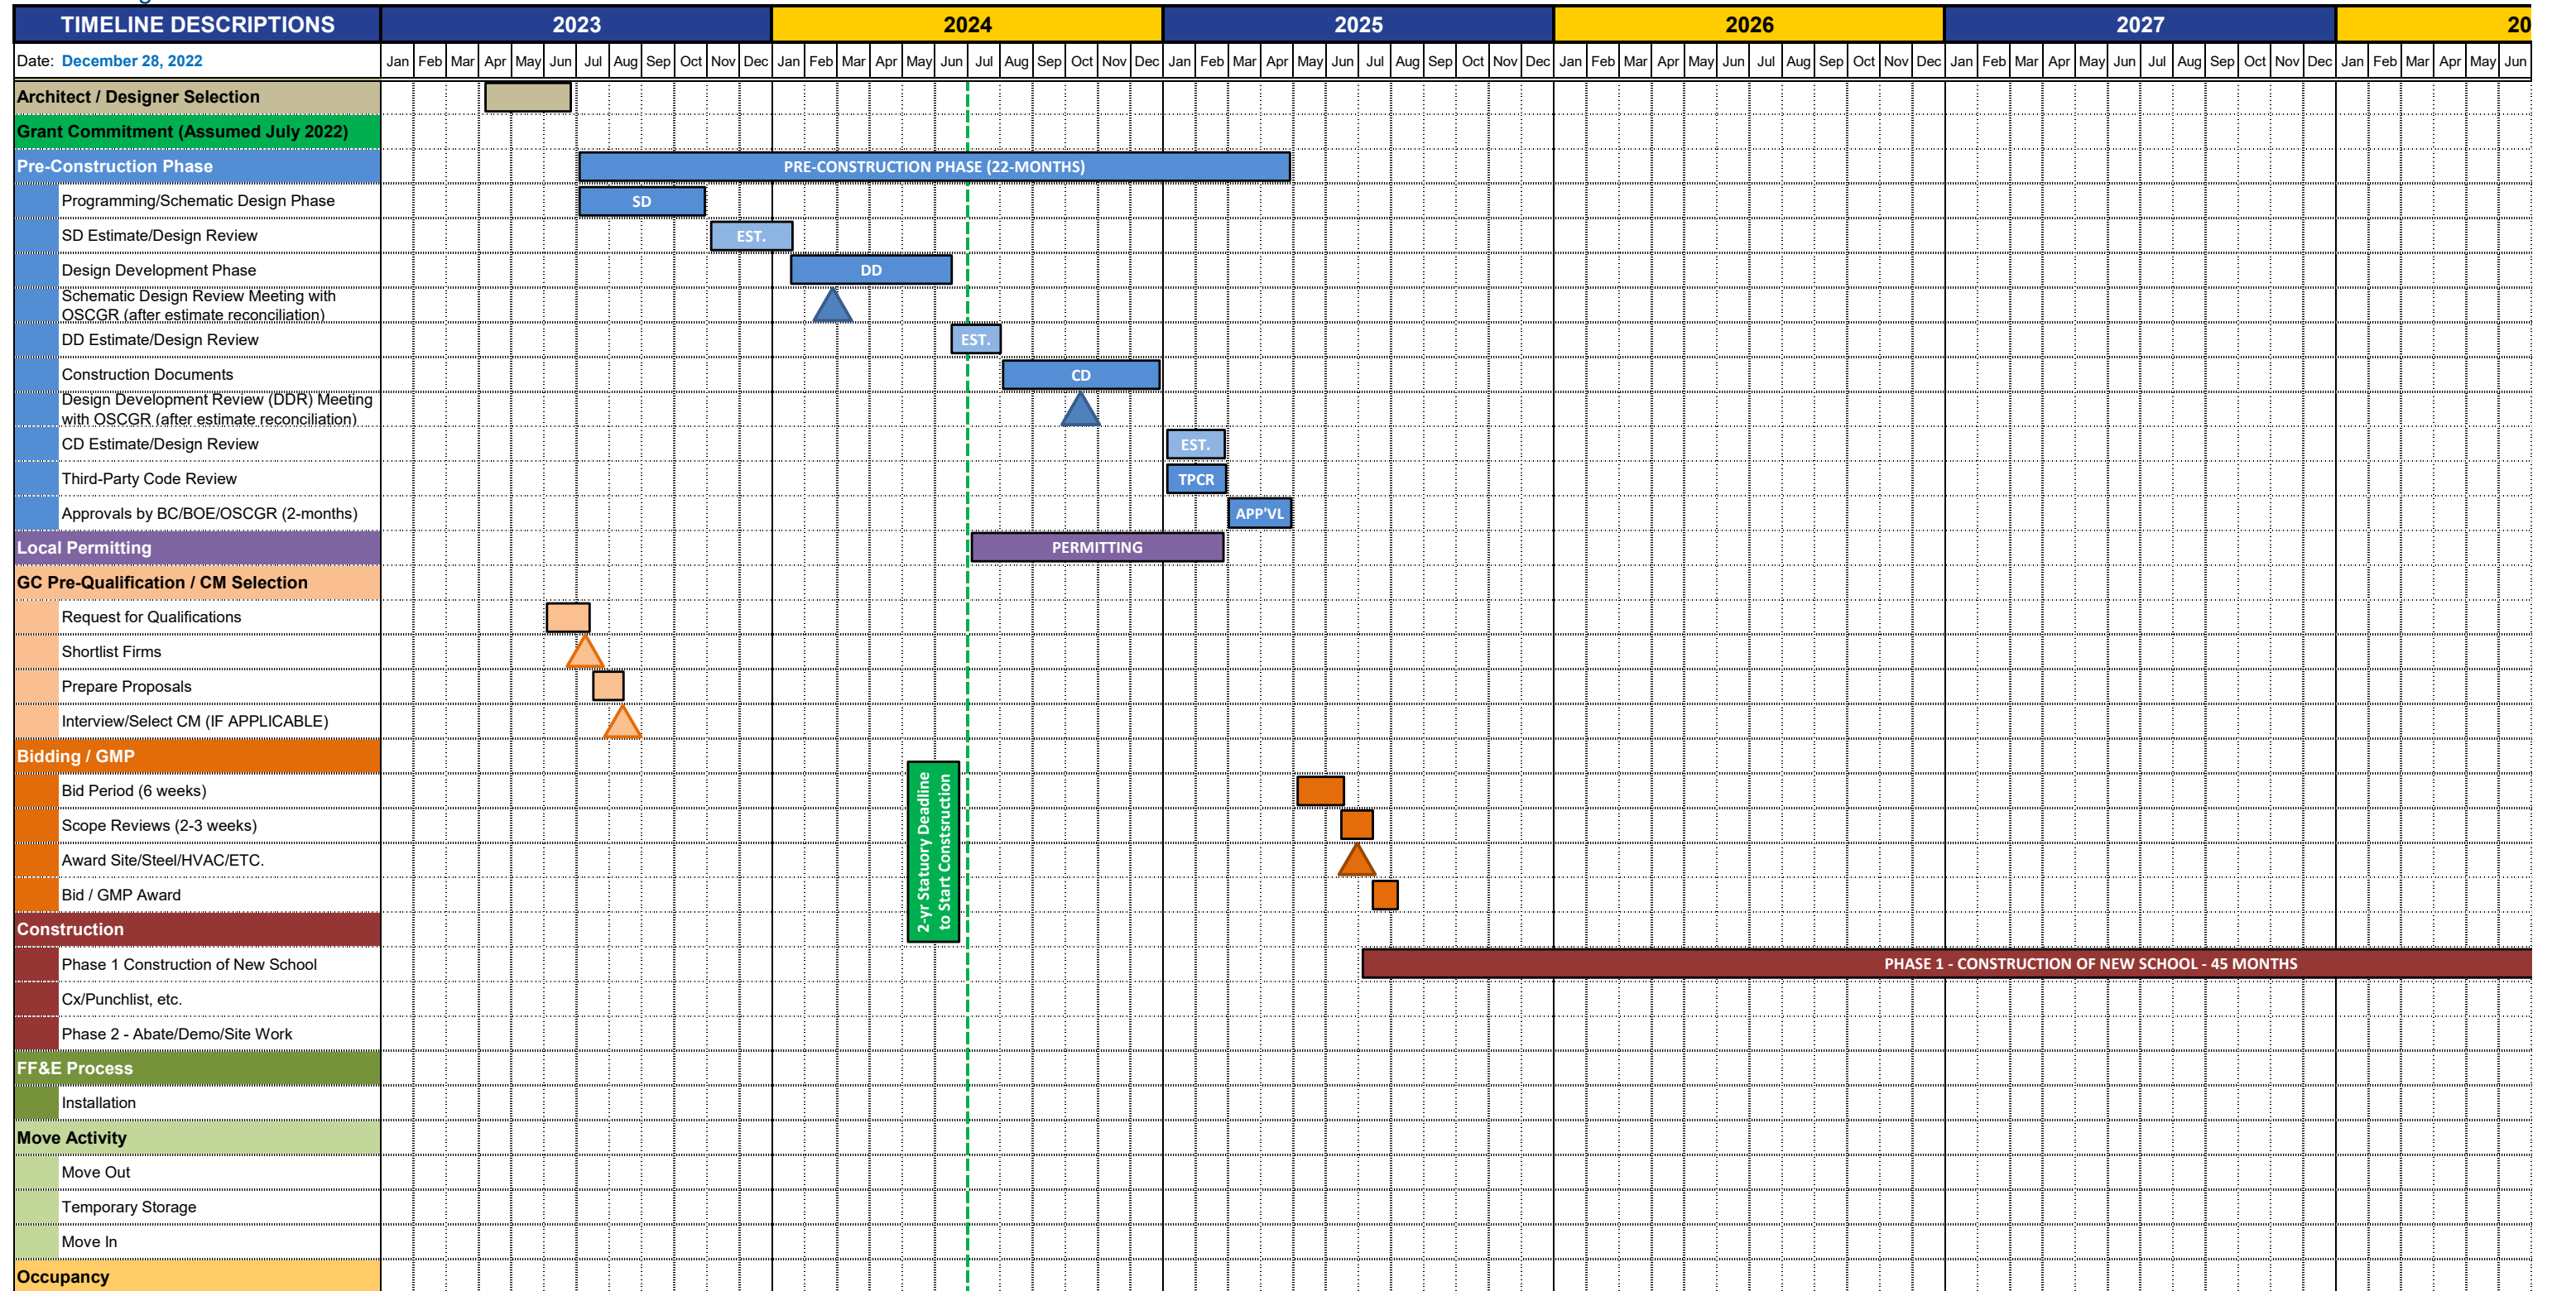 TIMELINE DESCRIPTIONS 2023 2024 2025 2026 2027 20
Date: December 28, 2022 Jan Feb Mar Apr May Jun Jul Aug Sep Oct Nov Dec Jan Feb Mar Apr May Jun Jul Aug Sep Oct Nov Dec Jan Feb Mar Apr May Jun Jul Aug Sep Oct Nov Dec Jan Feb Mar Apr May Jun Jul Aug Sep Oct Nov Dec Jan Feb Mar Apr May Jun Jul Aug Sep Oct Nov Dec Jan Feb Mar Apr May Jun
Architect / Designer Selection
Grant Commitment (Assumed July 2022)
Pre-Construction Phase PRE-CONSTRUCTION PHASE (22-MONTHS)
Programming/Schematic Design Phase SD
SD Estimate/Design Review EST.
Design Development Phase DD
Schematic Design Review Meeting with
OSCGR (after estimate reconciliation)
DD Estimate/Design Review EST.
Construction Documents CD
Design Development Review (DDR) Meeting
with OSCGR (after estimate reconciliation)
CD Estimate/Design Review EST.
Third-Party Code Review TPCR
Approvals by BC/BOE/OSCGR (2-months) APP'VL
Local Permitting PERMITTING
GC Pre-Qualification / CM Selection
Request for Qualifications
Shortlist Firms
Prepare Proposals
Interview/Select CM (IF APPLICABLE)
Bidding / GMP
2-yr Statuory Deadline
to Start Constsruction
Bid Period (6 weeks)
Scope Reviews (2-3 weeks)
Award Site/Steel/HVAC/ETC.
Bid / GMP Award
Construction
Phase 1 Construction of New School PHASE 1 - CONSTRUCTION OF NEW SCHOOL - 45 MONTHS
Cx/Punchlist, etc.
Phase 2 - Abate/Demo/Site Work
FF&E Process
Installation
Move Activity
Move Out
Temporary Storage
Move In
Occupancy